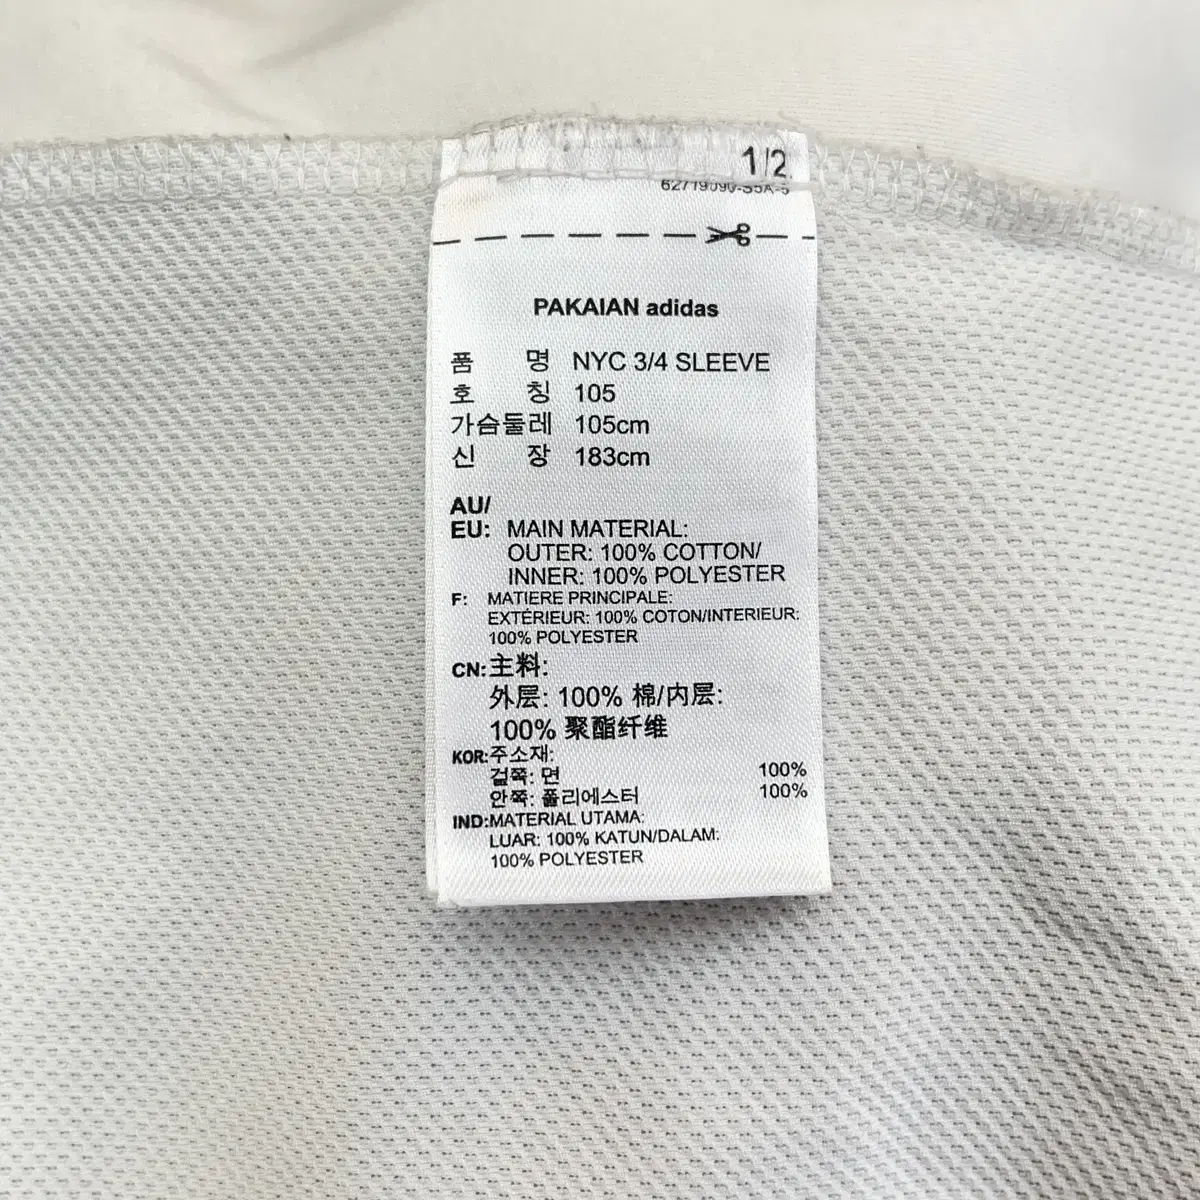 1/2
PAKAIAN adidas
품 명 NYC 3/4 SLEEVE
호 칭 105
가슴둘레 105cm
신 장 183cm
AU/
EU: MAIN MATERIAL:
OUTER: 100% COTTON/
INNER: 100% POLYESTER
F: MATIERE PRINCIPALE:
EXTÉRIEUR: 100% COTON/INTERIEUR:
100% POLYESTER
CN: 主料:
外层: 100% 棉/内层:
100% 聚酯纤维
KOR: 주소재:
겉쪽: 면 100%
안쪽: 폴리에스터 100%
IND: MATERIAL UTAMA:
LUAR: 100% KATUN/DALAM:
100% POLYESTER